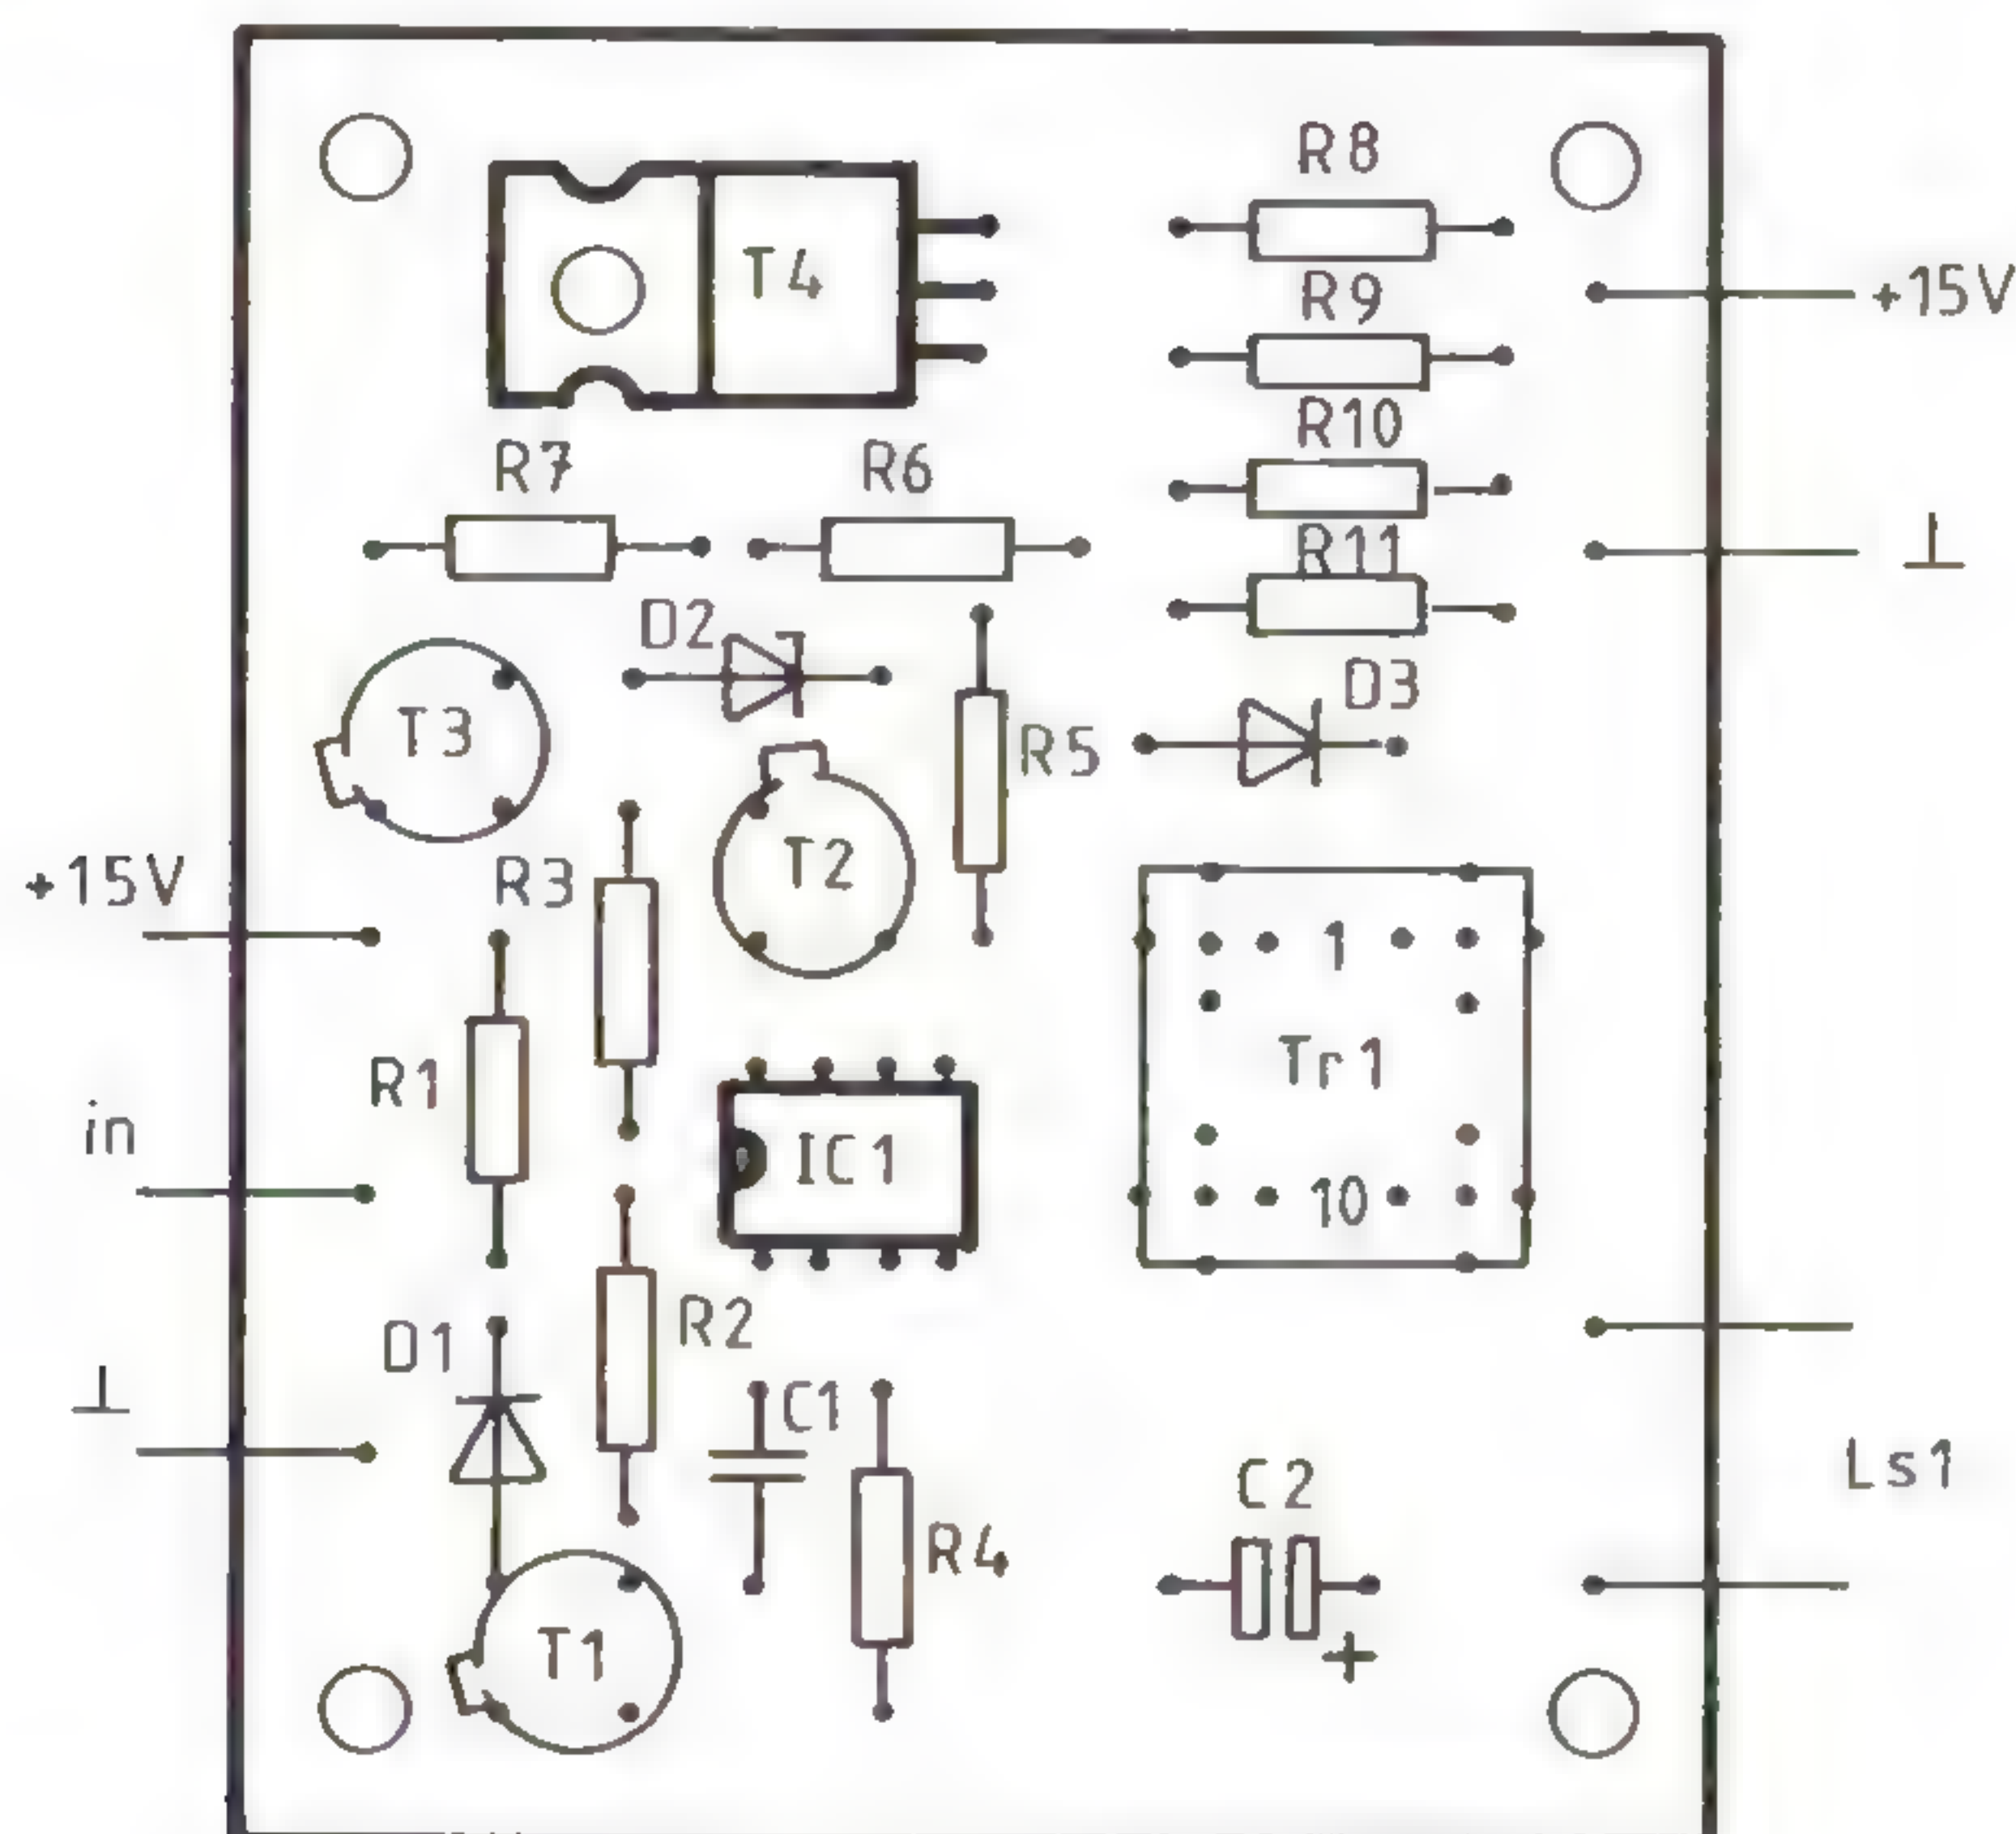 R8
T4
R9
+15V
R10
R7
R6
R11
⊥
D2
D3
T3
R5
T2
+15V
R3
1
Tr1
R1
in
IC1
10
R2
D1
⊥
C1
Ls1
C2
R4
+
T1